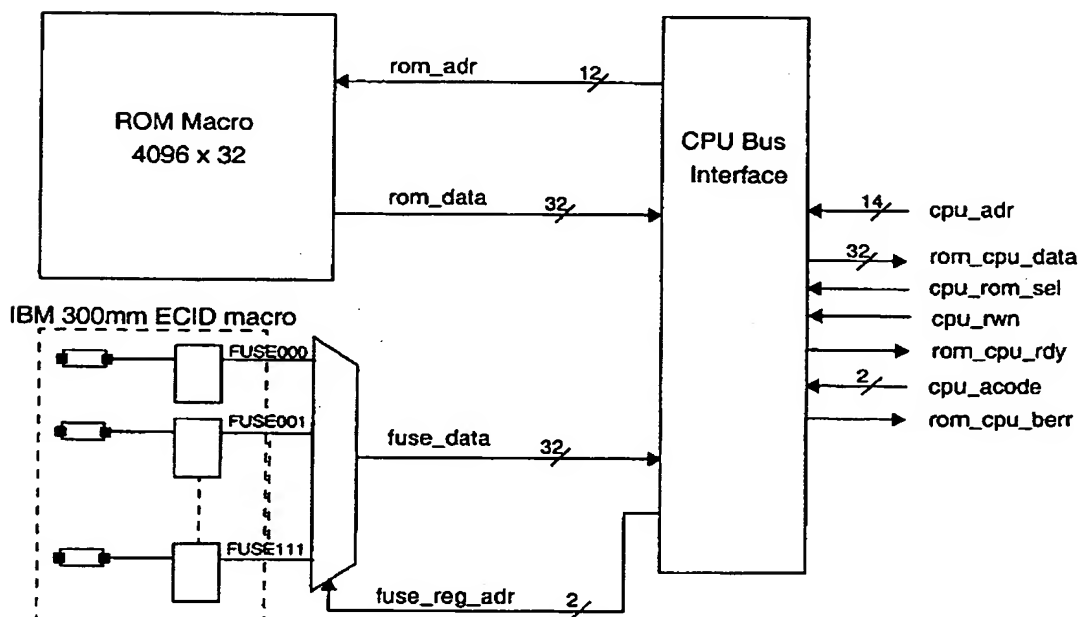 rom_adr
12
ROM Macro
4096 x 32
CPU Bus
Interface
rom_data
32
14
cpu_adr
32
rom_cpu_data
cpu_rom_sel
cpu_rwn
rom_cpu_rdy
2
cpu_acode
rom_cpu_berr
IBM 300mm ECID macro
FUSE000
FUSE001
fuse_data
32
FUSE111
fuse_reg_adr
2